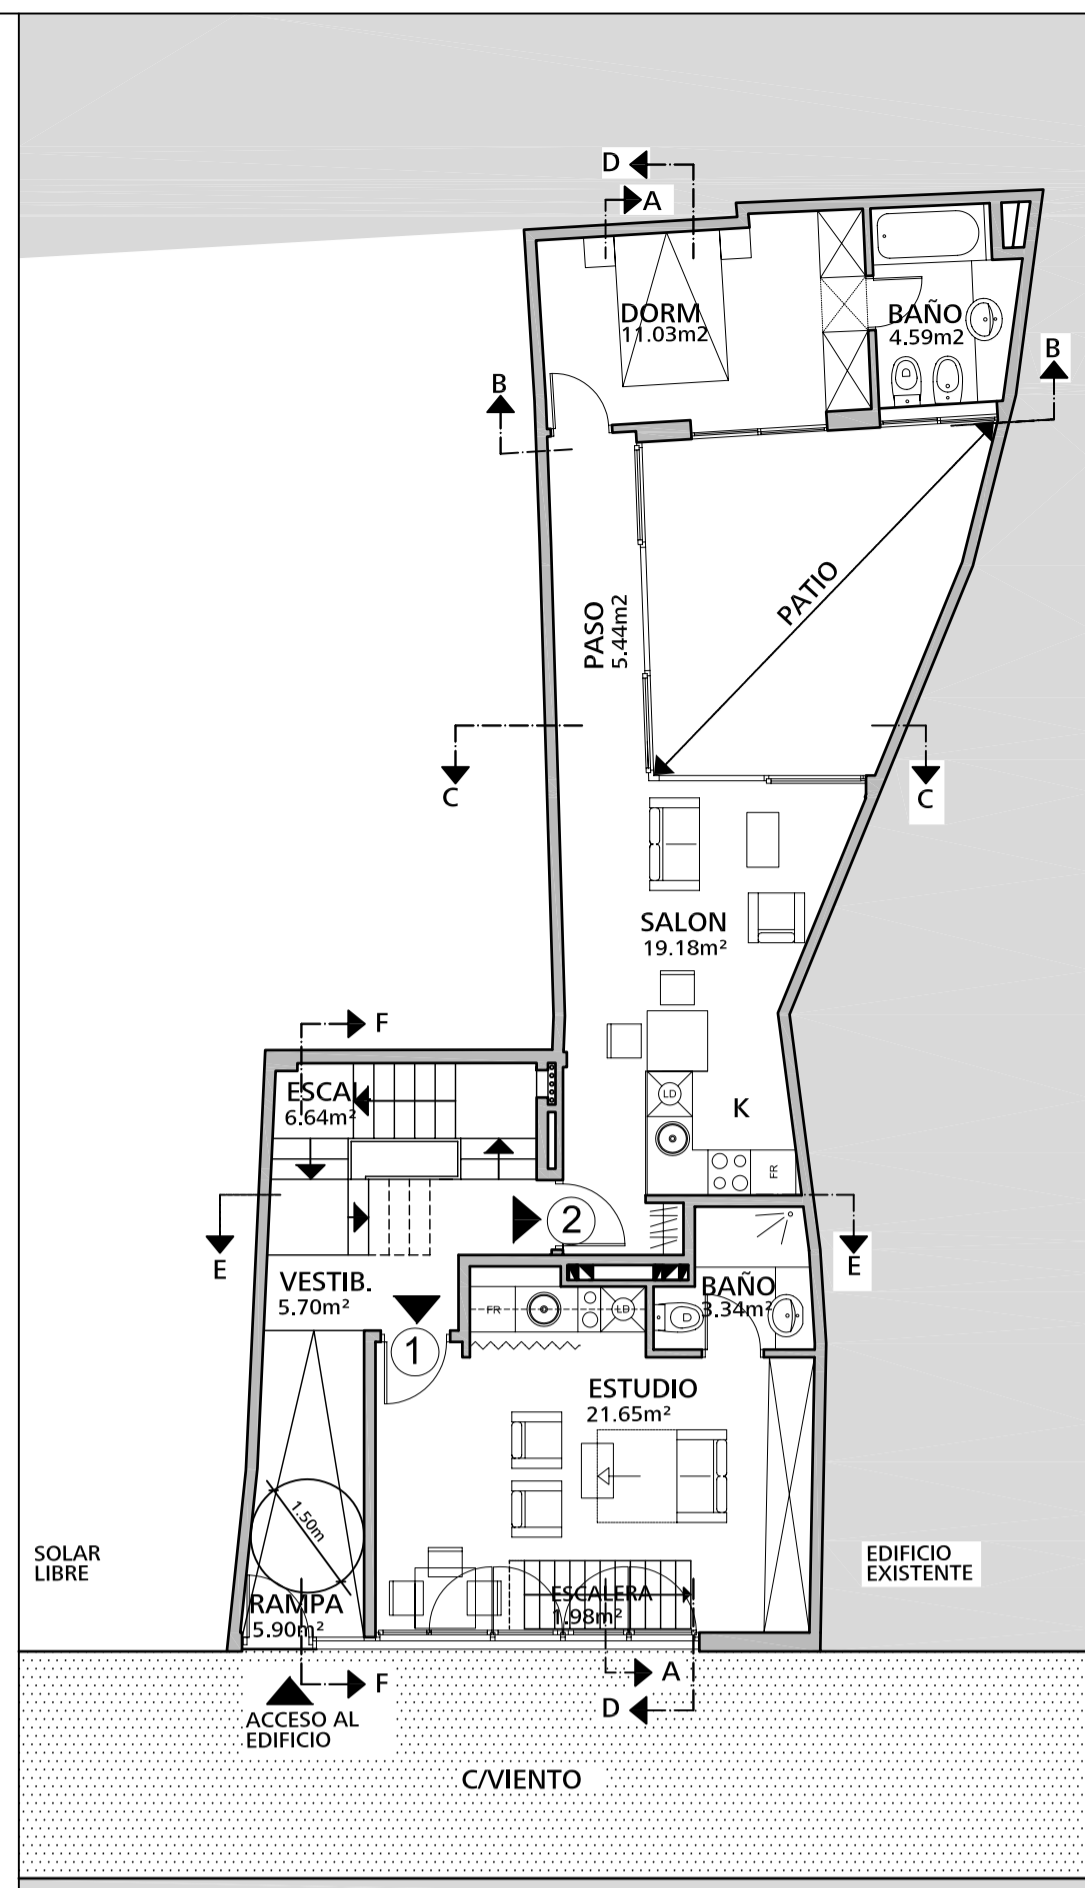 D
A
DORM
11.03m2
BAÑO
4.59m2
B
B
PATIO
PASO
5.44m2
C
C
SALON
19.18m²
F
ESCAL
6.64m²
LD
K
FR
2
E
E
VESTIB.
5.70m²
BAÑO
3.34m²
FR
LD
D
D
1
ESTUDIO
21.65m²
1.50m
SOLAR
LIBRE
EDIFICIO
EXISTENTE
RAMPA
5.90m²
ESCALERA
1.98m²
A
F
D
ACCESO AL
EDIFICIO
C/VIENTO